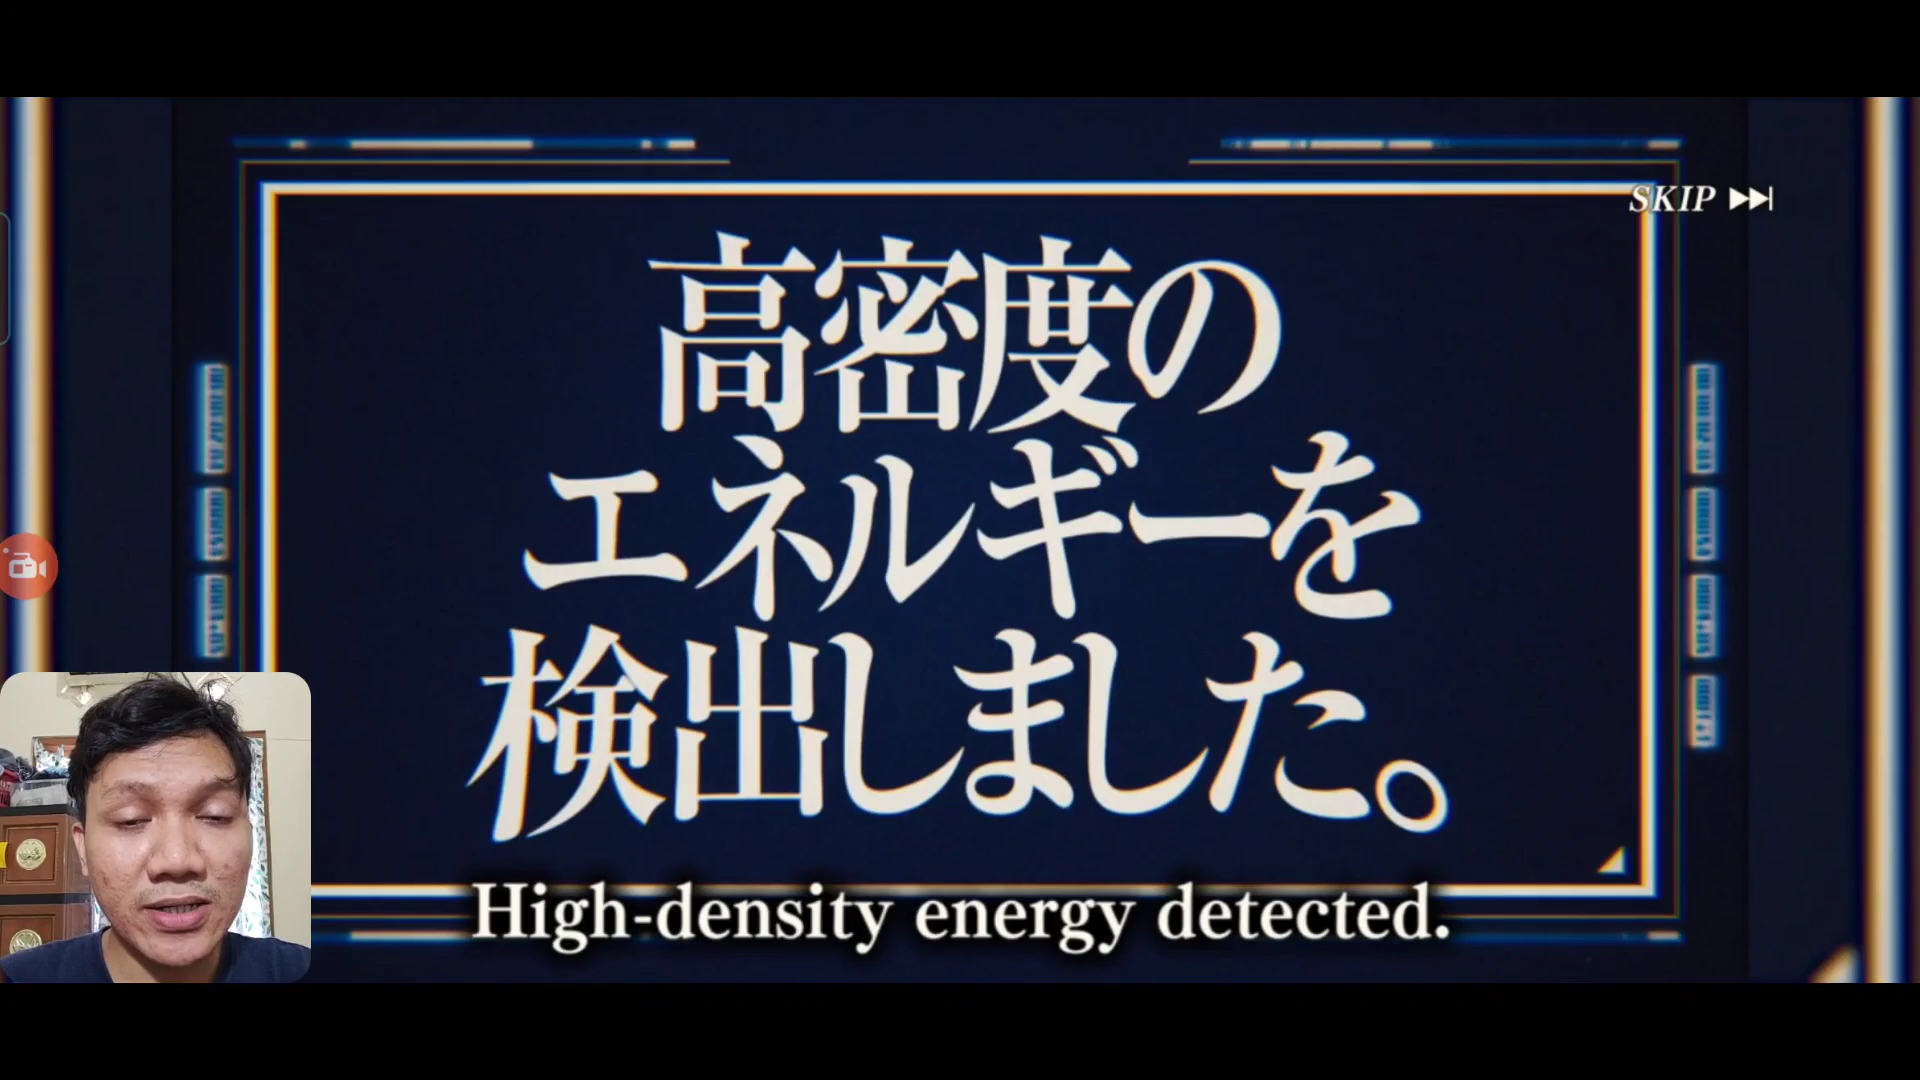 SKIP
高密度の
エネルギーを
検出しました。
High-density energy detected.